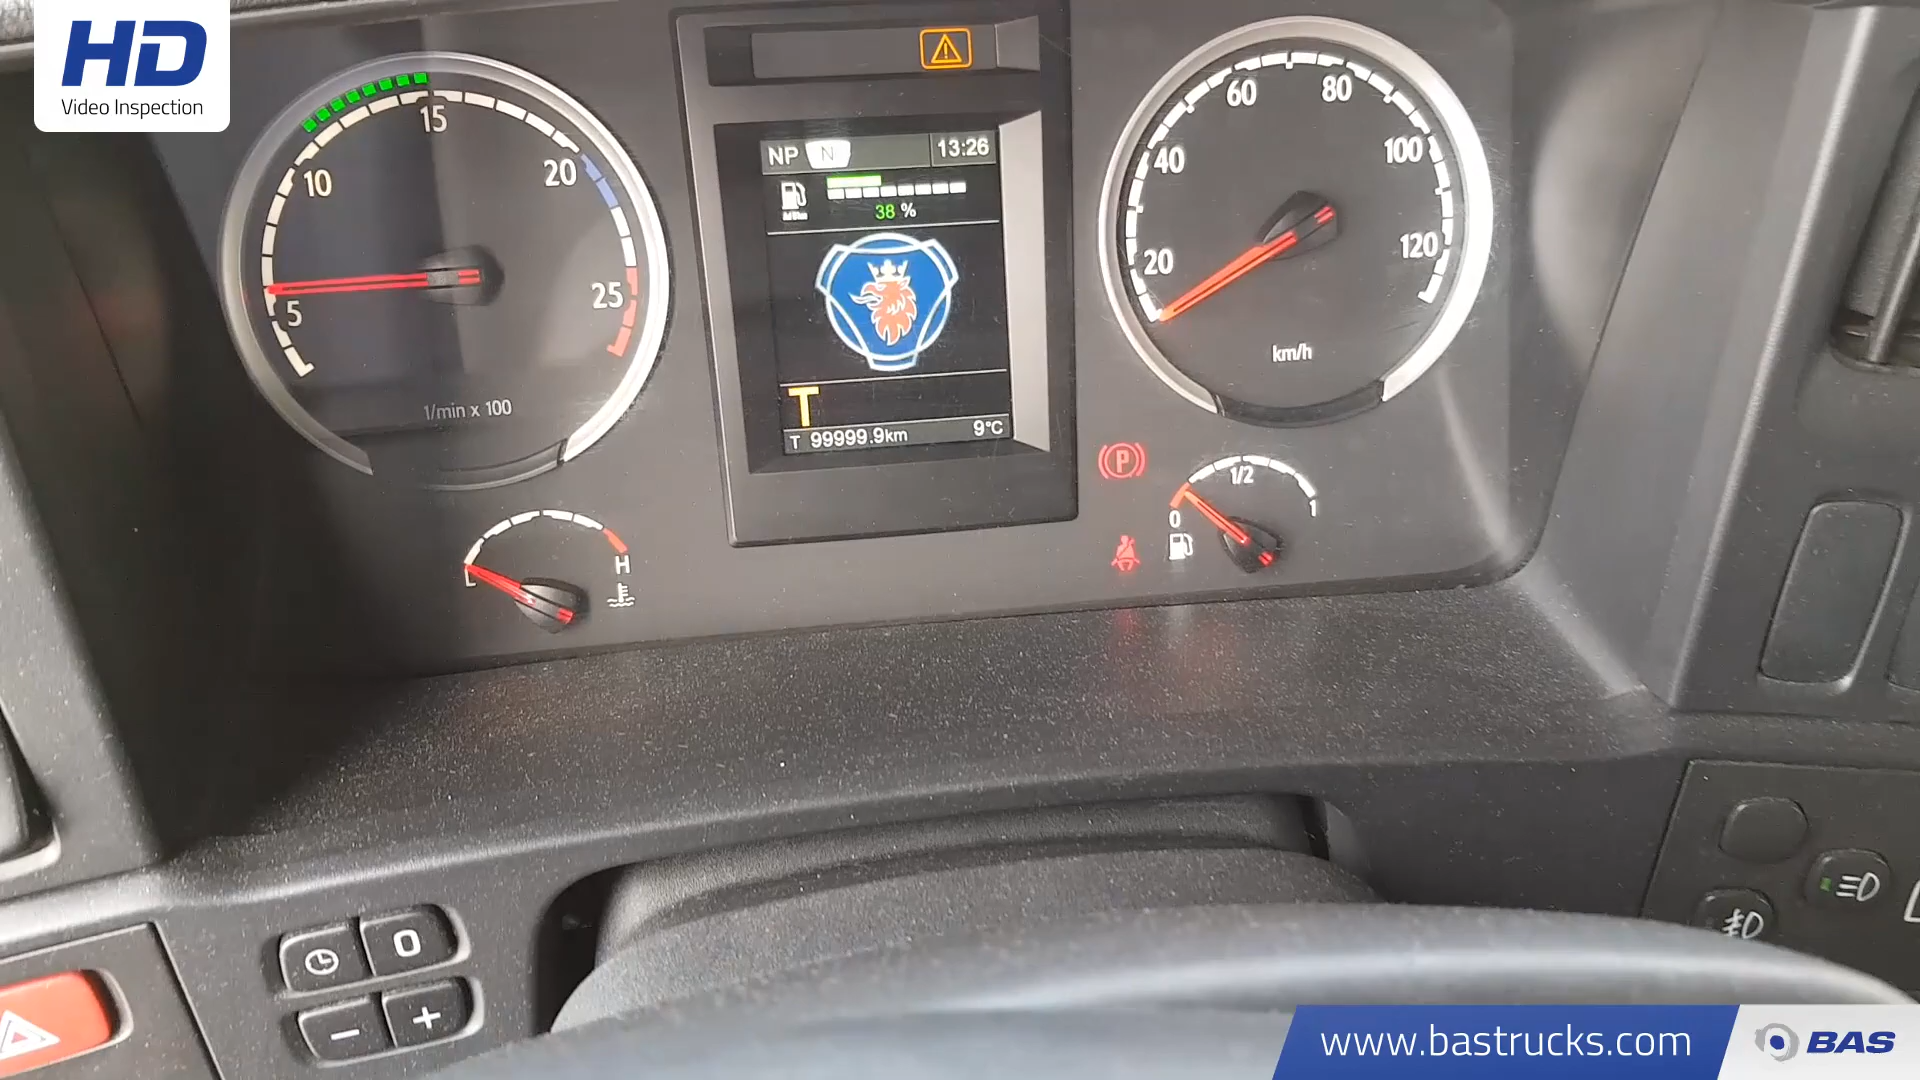 HD
Video Inspection
5
10
15
20
25
1/min x 100
NP N 13:26
AdBlue
38 %
T
T 99999.9km 9°C
20
40
60
80
100
120
km/h
H
P
0
1/2
1
0
- +
www.bastrucks.com
BAS